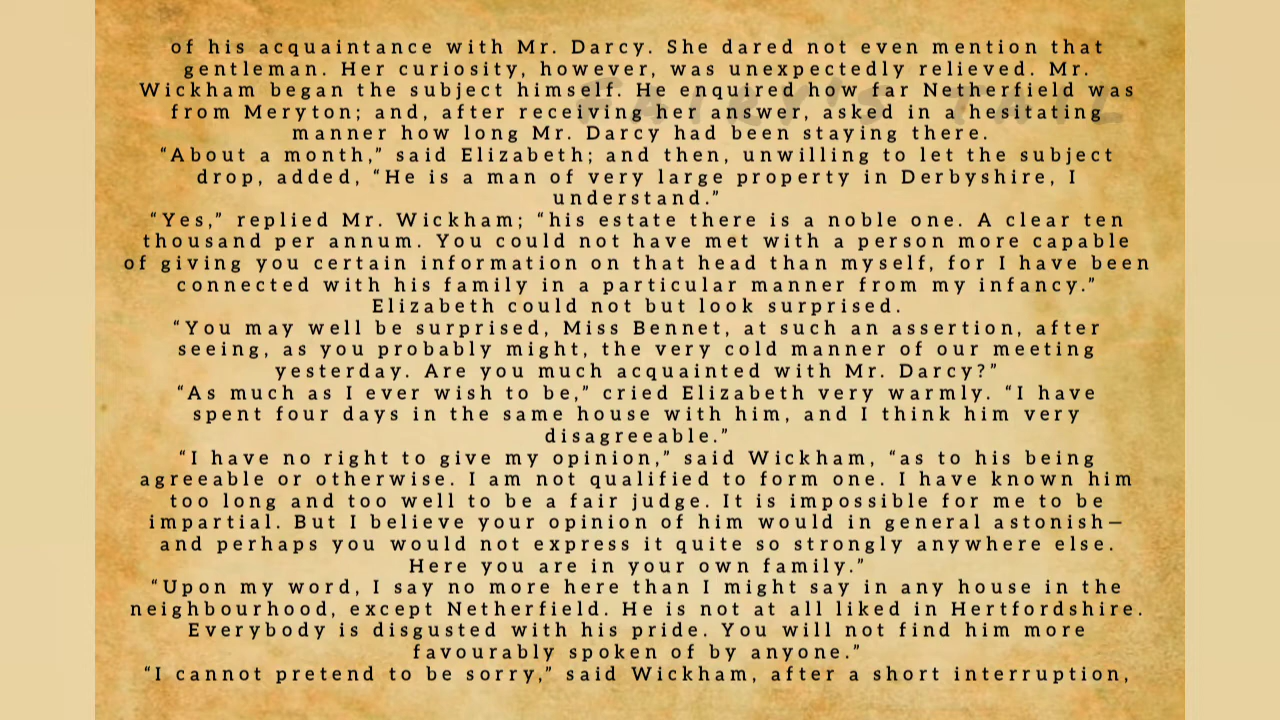 of his acquaintance with Mr. Darcy. She dared not even mention that
gentleman. Her curiosity, however, was unexpectedly relieved. Mr.
Wickham began the subject himself. He enquired how far Netherfield was
from Meryton; and, after receiving her answer, asked in a hesitating
manner how long Mr. Darcy had been staying there.
“About a month,” said Elizabeth; and then, unwilling to let the subject
drop, added, “He is a man of very large property in Derbyshire, I
understand.”
“Yes,” replied Mr. Wickham; “his estate there is a noble one. A clear ten
thousand per annum. You could not have met with a person more capable
of giving you certain information on that head than myself, for I have been
connected with his family in a particular manner from my infancy.”
Elizabeth could not but look surprised.
“You may well be surprised, Miss Bennet, at such an assertion, after
seeing, as you probably might, the very cold manner of our meeting
yesterday. Are you much acquainted with Mr. Darcy?”
“As much as I ever wish to be,” cried Elizabeth very warmly. “I have
spent four days in the same house with him, and I think him very
disagreeable.”
“I have no right to give my opinion,” said Wickham, “as to his being
agreeable or otherwise. I am not qualified to form one. I have known him
too long and too well to be a fair judge. It is impossible for me to be
impartial. But I believe your opinion of him would in general astonish—
and perhaps you would not express it quite so strongly anywhere else.
Here you are in your own family.”
“Upon my word, I say no more here than I might say in any house in the
neighbourhood, except Netherfield. He is not at all liked in Hertfordshire.
Everybody is disgusted with his pride. You will not find him more
favourably spoken of by anyone.”
“I cannot pretend to be sorry,” said Wickham, after a short interruption,